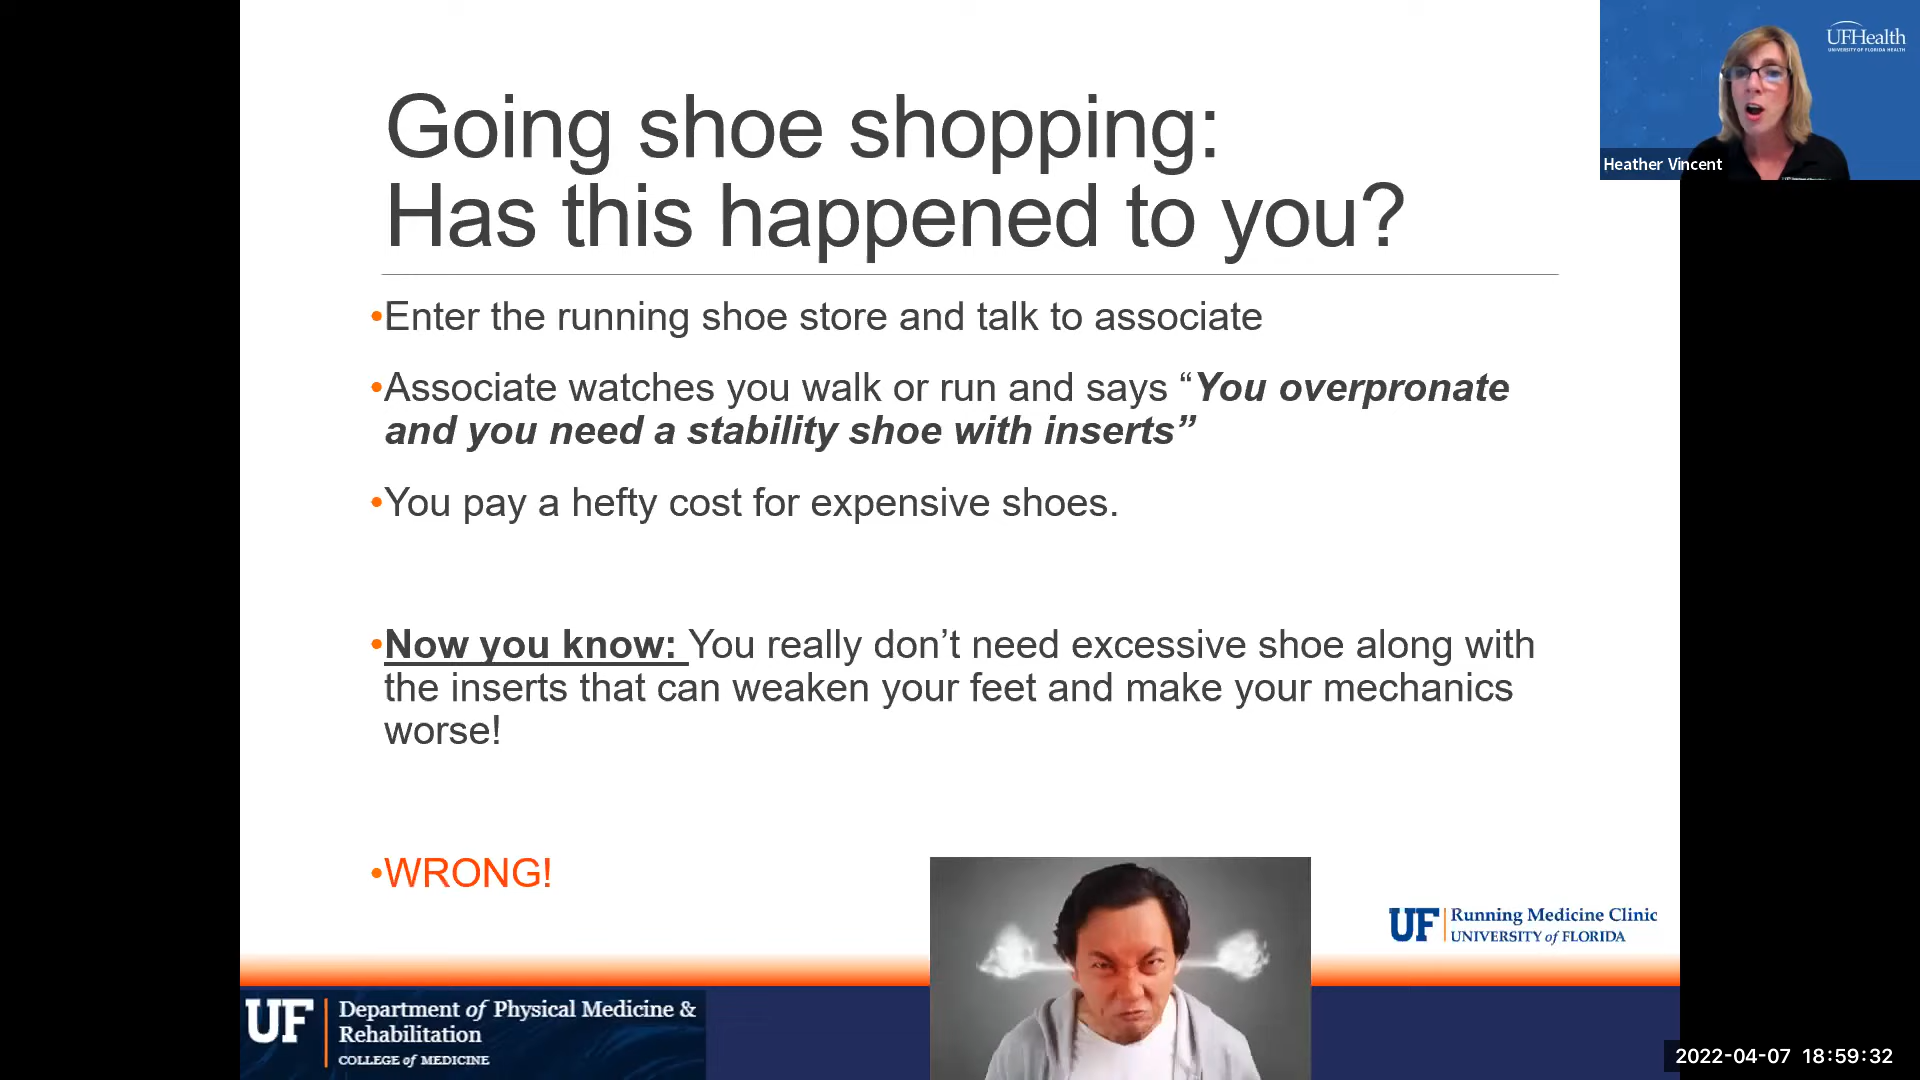 Going shoe shopping:
Has this happened to you?
•Enter the running shoe store and talk to associate
•Associate watches you walk or run and says “You overpronate
and you need a stability shoe with inserts”
•You pay a hefty cost for expensive shoes.
•Now you know: You really don’t need excessive shoe along with
the inserts that can weaken your feet and make your mechanics
worse!
•WRONG!
UF Running Medicine Clinic
UNIVERSITY of FLORIDA
UF Department of Physical Medicine &
Rehabilitation
COLLEGE of MEDICINE
UFHealth
UNIVERSITY OF FLORIDA HEALTH
Heather Vincent
2022-04-07 18:59:32